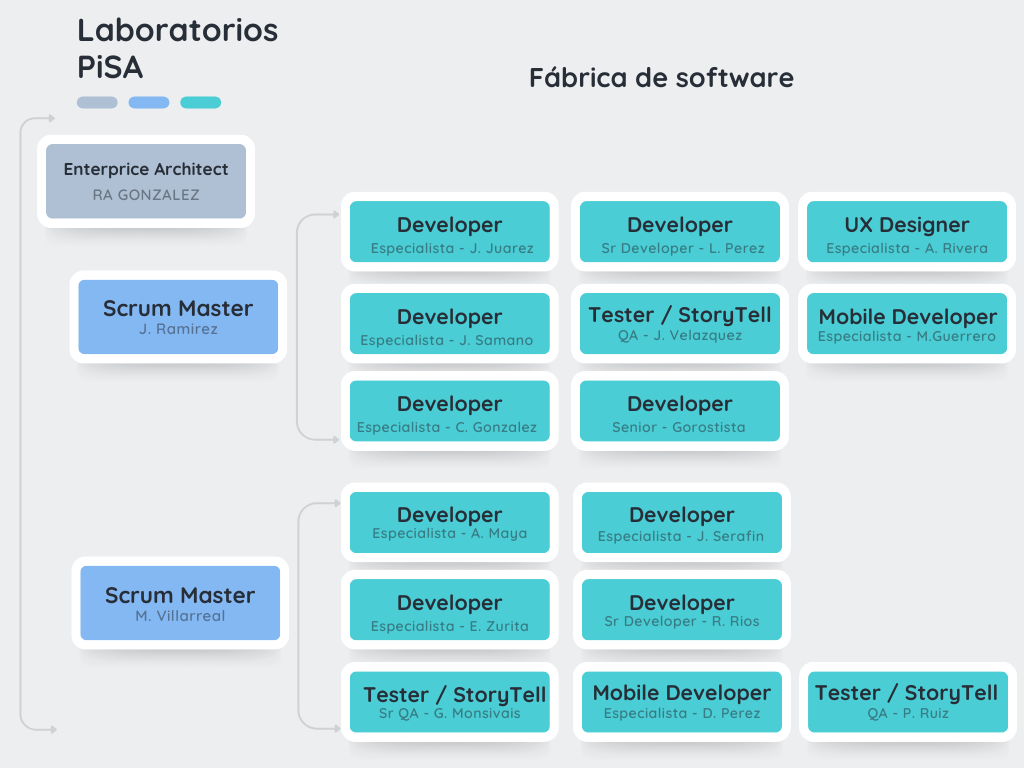 Laboratorios
PiSA
Fábrica de software
Enterprice Architect
RA GONZALEZ
Scrum Master
J. Ramirez
Developer
Especialista - J. Juarez
Developer
Sr Developer - L. Perez
UX Designer
Especialista - A. Rivera
Developer
Especialista - J. Samano
Tester / StoryTell
QA - J. Velazquez
Mobile Developer
Especialista - M.Guerrero
Developer
Especialista - C. Gonzalez
Developer
Senior - Gorostista
Scrum Master
M. Villarreal
Developer
Especialista - A. Maya
Developer
Especialista - J. Serafin
Developer
Especialista - E. Zurita
Developer
Sr Developer - R. Rios
Tester / StoryTell
Sr QA - G. Monsivais
Mobile Developer
Especialista - D. Perez
Tester / StoryTell
QA - P. Ruiz